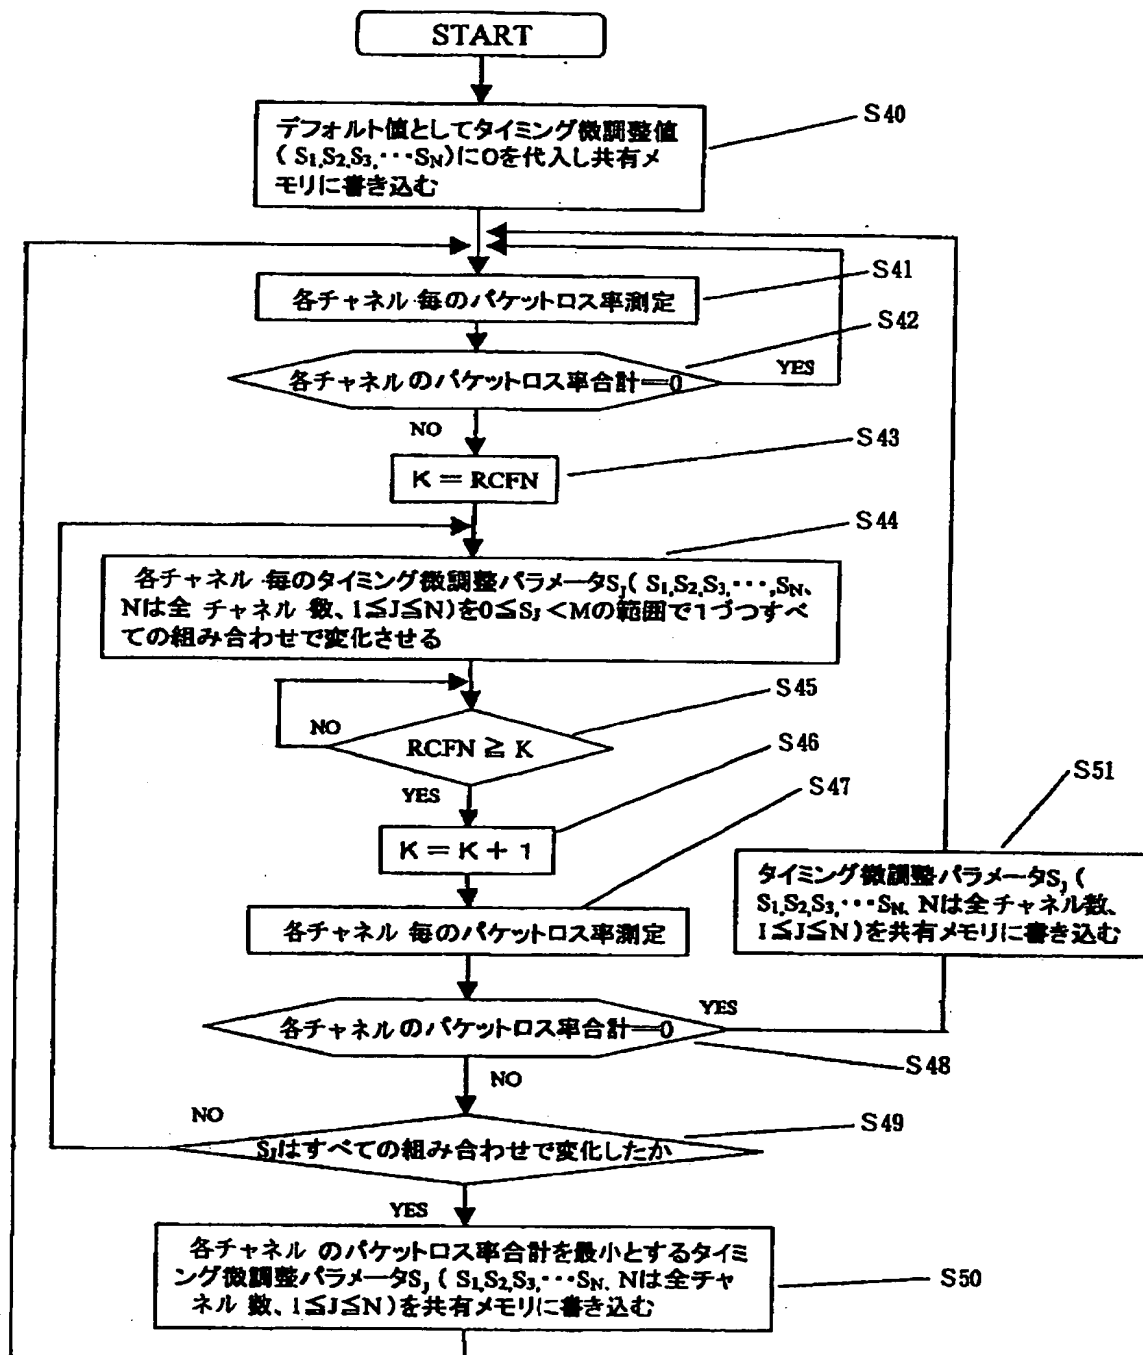 START
S40
デフォルト値としてタイミング微調整値
( S1,S2,S3,・・・SN)に0を代入し共有メ
モリに書き込む
S41
各チャネル 毎のパケットロス率測定
S42
各チャネル のパケットロス率合計＝0
YES
NO
S43
K = RCFN
S44
各チャネル 毎のタイミング微調整パラメータSJ( S1,S2,S3,・・・,SN、
Nは全 チャネル 数、1≦J≦N)を0≦SJ <Mの範囲で1づつすべ
ての組み合わせで変化させる
S45
NO
RCFN ≧ K
S46
YES
S47
K = K + 1
S51
タイミング微調整パラメータSJ (
S1,S2,S3,・・・SN、Nは全チャネル数、
1≦J≦N)を共有メモリに書き込む
各チャネル 毎のパケットロス率測定
YES
各チャネル のパケットロス率合計＝0
S48
NO
NO
S49
SJはすべての組み合わせで変化したか
YES
各チャネル のパケットロス率合計を最小とするタイミ
ング微調整パラメータSJ ( S1,S2,S3,・・・SN、Nは全チャ
ネル 数、1≦J≦N)を共有メモリに書き込む
S50